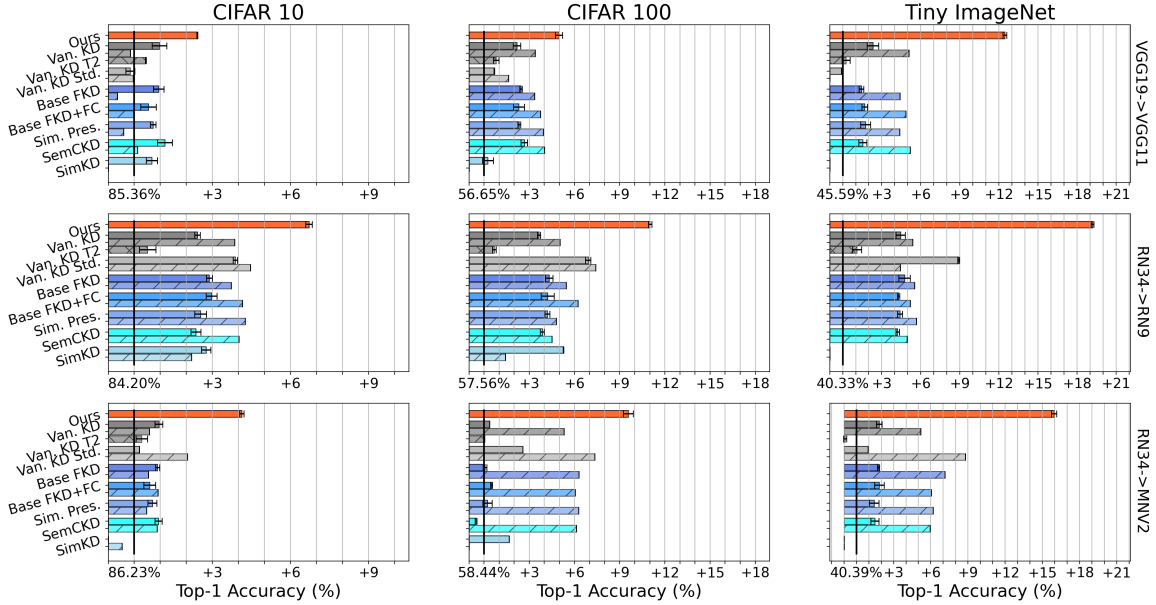 CIFAR 10
CIFAR 100
Tiny ImageNet
Ours
Van. KD
Van. KD T2
Van. KD Std.
Base FKD
Base FKD+FC
Sim. Pres.
SemCKD
SimKD
85.36% +3 +6 +9
56.65% +3 +6 +9 +12 +15 +18
45.59% +3 +6 +9 +12 +15 +18 +21
VGG19->VGG11
Ours
Van. KD
Van. KD T2
Van. KD Std.
Base FKD
Base FKD+FC
Sim. Pres.
SemCKD
SimKD
84.20% +3 +6 +9
57.56% +3 +6 +9 +12 +15 +18
40.33% +3 +6 +9 +12 +15 +18 +21
RN34->RN9
Ours
Van. KD
Van. KD T2
Van. KD Std.
Base FKD
Base FKD+FC
Sim. Pres.
SemCKD
SimKD
86.23% +3 +6 +9
58.44% +3 +6 +9 +12 +15 +18
40.39% +3 +6 +9 +12 +15 +18 +21
RN34->MNV2
Top-1 Accuracy (%)
Top-1 Accuracy (%)
Top-1 Accuracy (%)